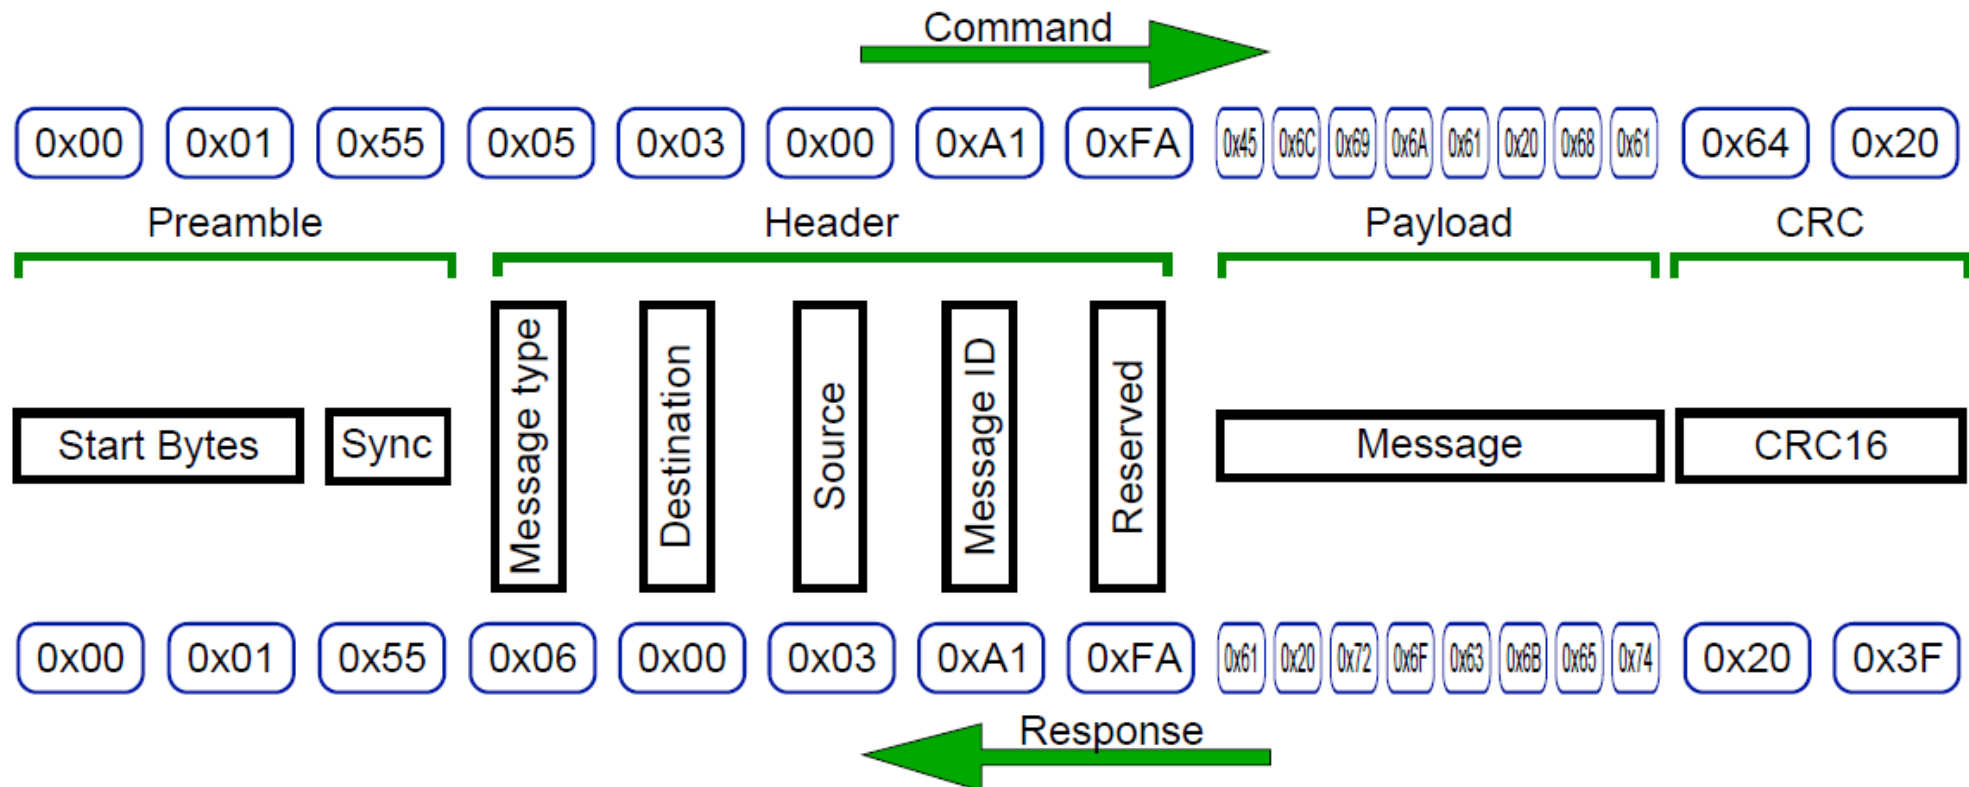 Command
0x00 0x01 0x55 0x05 0x03 0x00 0xA1 0xFA 0x45 0x6C 0x69 0x6A 0x61 0x20 0x68 0x61 0x64 0x20
Preamble Header Payload CRC
Start Bytes Sync Message type Destination Source Message ID Reserved Message CRC16
0x00 0x01 0x55 0x06 0x00 0x03 0xA1 0xFA 0x61 0x20 0x72 0x6F 0x63 0x6B 0x65 0x74 0x20 0x3F
Response